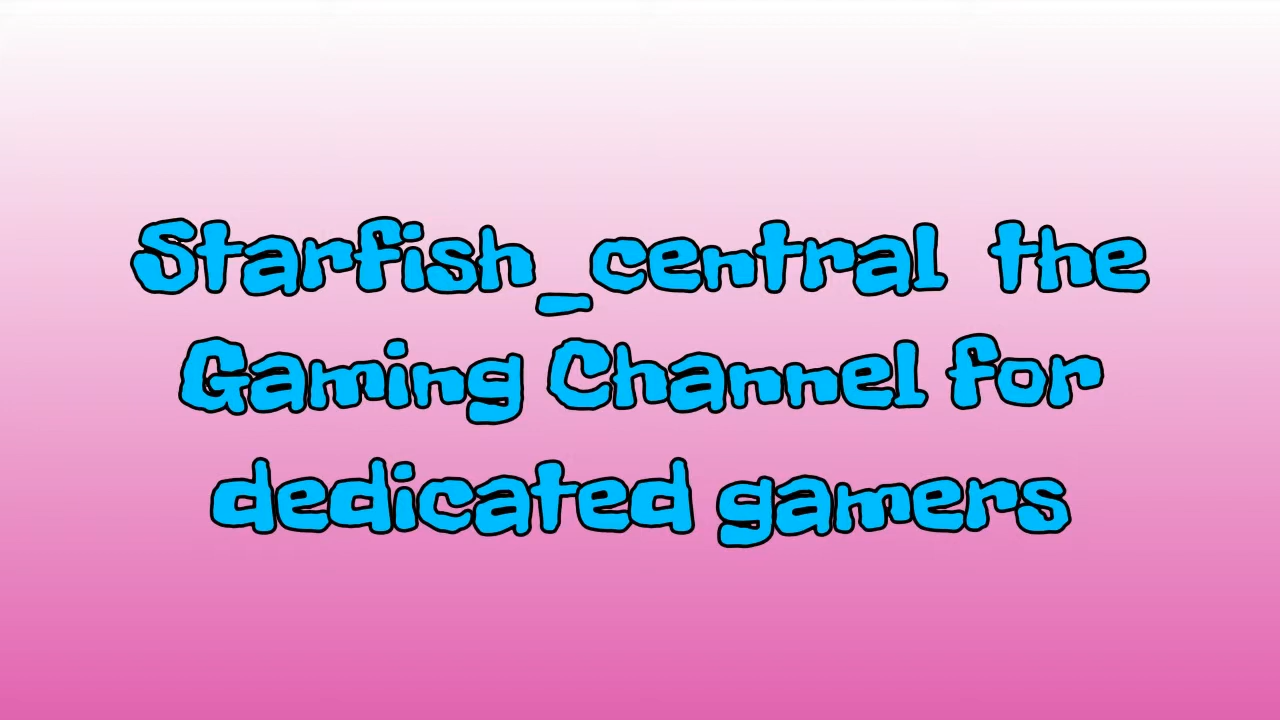 Starfish_central  the
Gaming Channel for
dedicated gamers